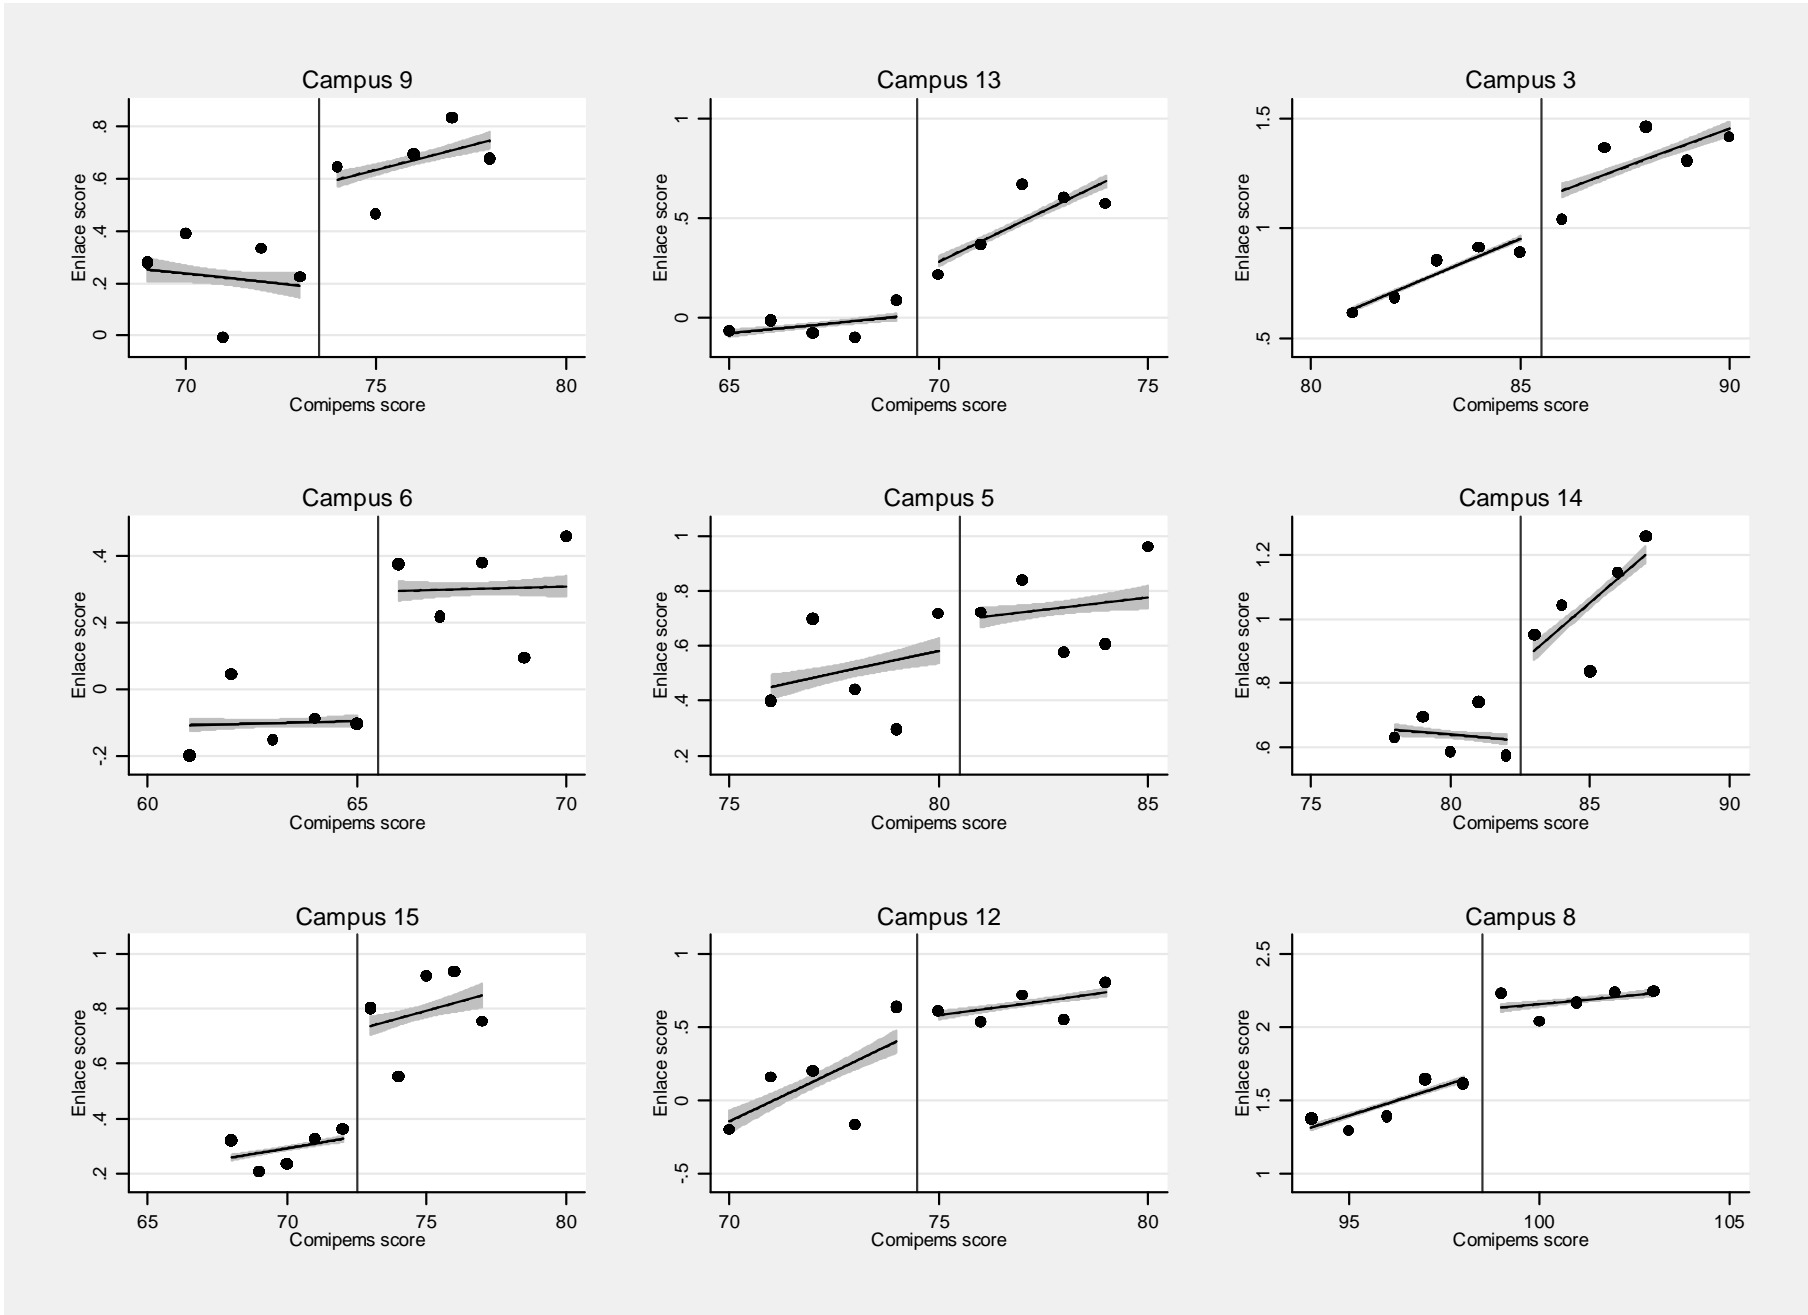 Campus 9
Enlace score
.8
.6
.4
.2
0
70 75 80
Comipems score
Campus 13
Enlace score
1
.5
0
65 70 75
Comipems score
Campus 3
Enlace score
1.5
1
.5
80 85 90
Comipems score
Campus 6
Enlace score
.4
.2
0
-.2
60 65 70
Comipems score
Campus 5
Enlace score
1
.8
.6
.4
.2
75 80 85
Comipems score
Campus 14
Enlace score
1.2
1
.8
.6
75 80 85 90
Comipems score
Campus 15
Enlace score
1
.8
.6
.4
.2
65 70 75 80
Comipems score
Campus 12
Enlace score
1
.5
0
-.5
70 75 80
Comipems score
Campus 8
Enlace score
2.5
2
1.5
1
95 100 105
Comipems score